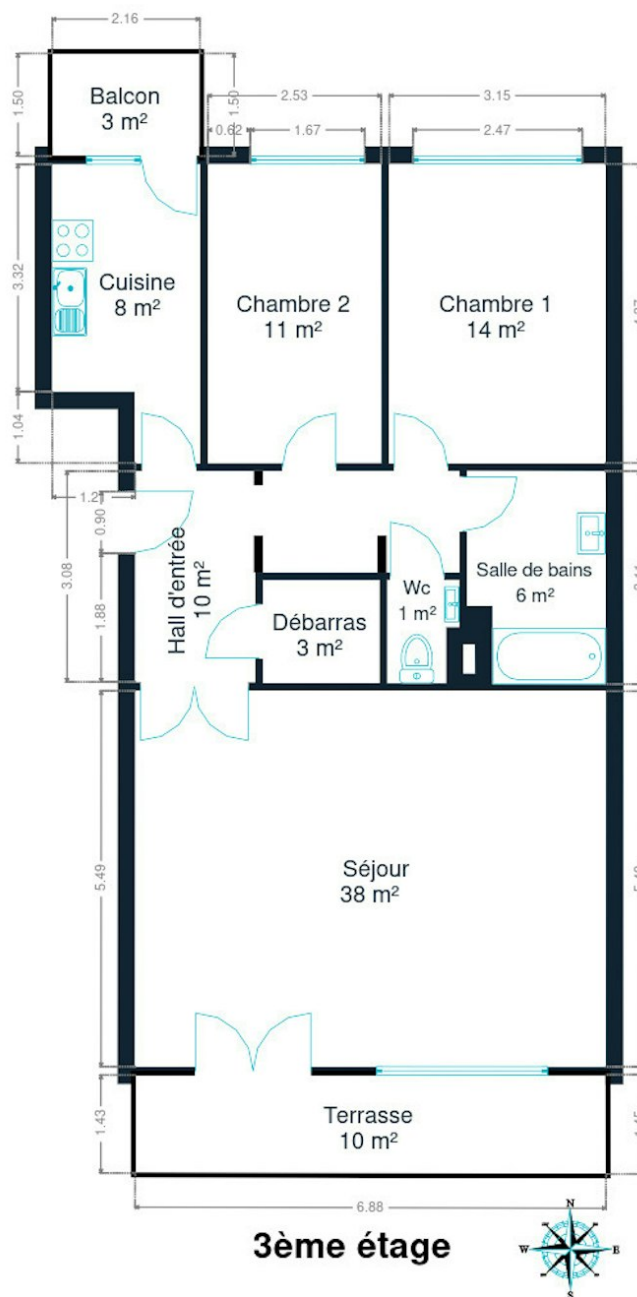 2.16
1.50
Balcon
3 m²
1.50
2.53
0.62
1.67
3.15
2.47
3.32
Cuisine
8 m²
Chambre 2
11 m²
Chambre 1
14 m²
1.04
0.90
3.08
1.88
Hall d'entrée
10 m²
Débarras
3 m²
Wc
1 m²
Salle de bains
6 m²
5.49
Séjour
38 m²
1.43
Terrasse
10 m²
6.88
3ème étage
N
W
E
S